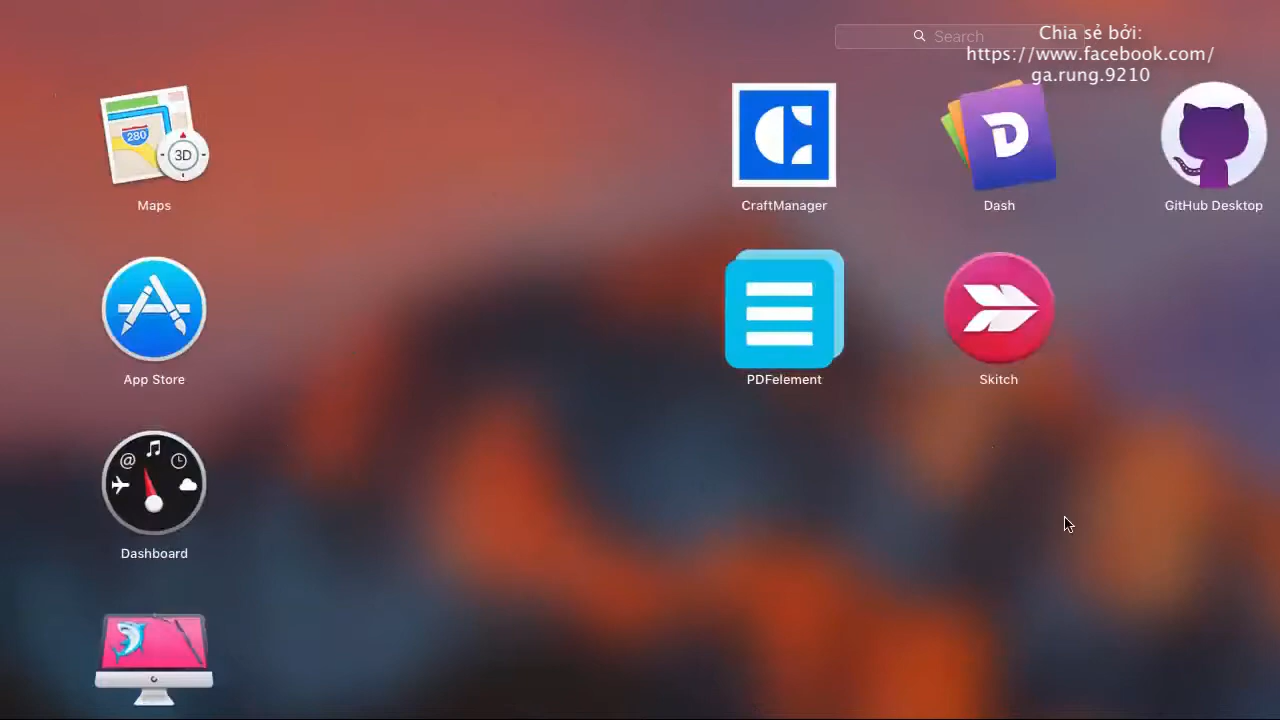 Search
Chia sẻ bởi:
https://www.facebook.com/
ga.rung.9210
280
3D
Maps
CraftManager
Dash
GitHub Desktop
App Store
PDFelement
Skitch
@
Dashboard